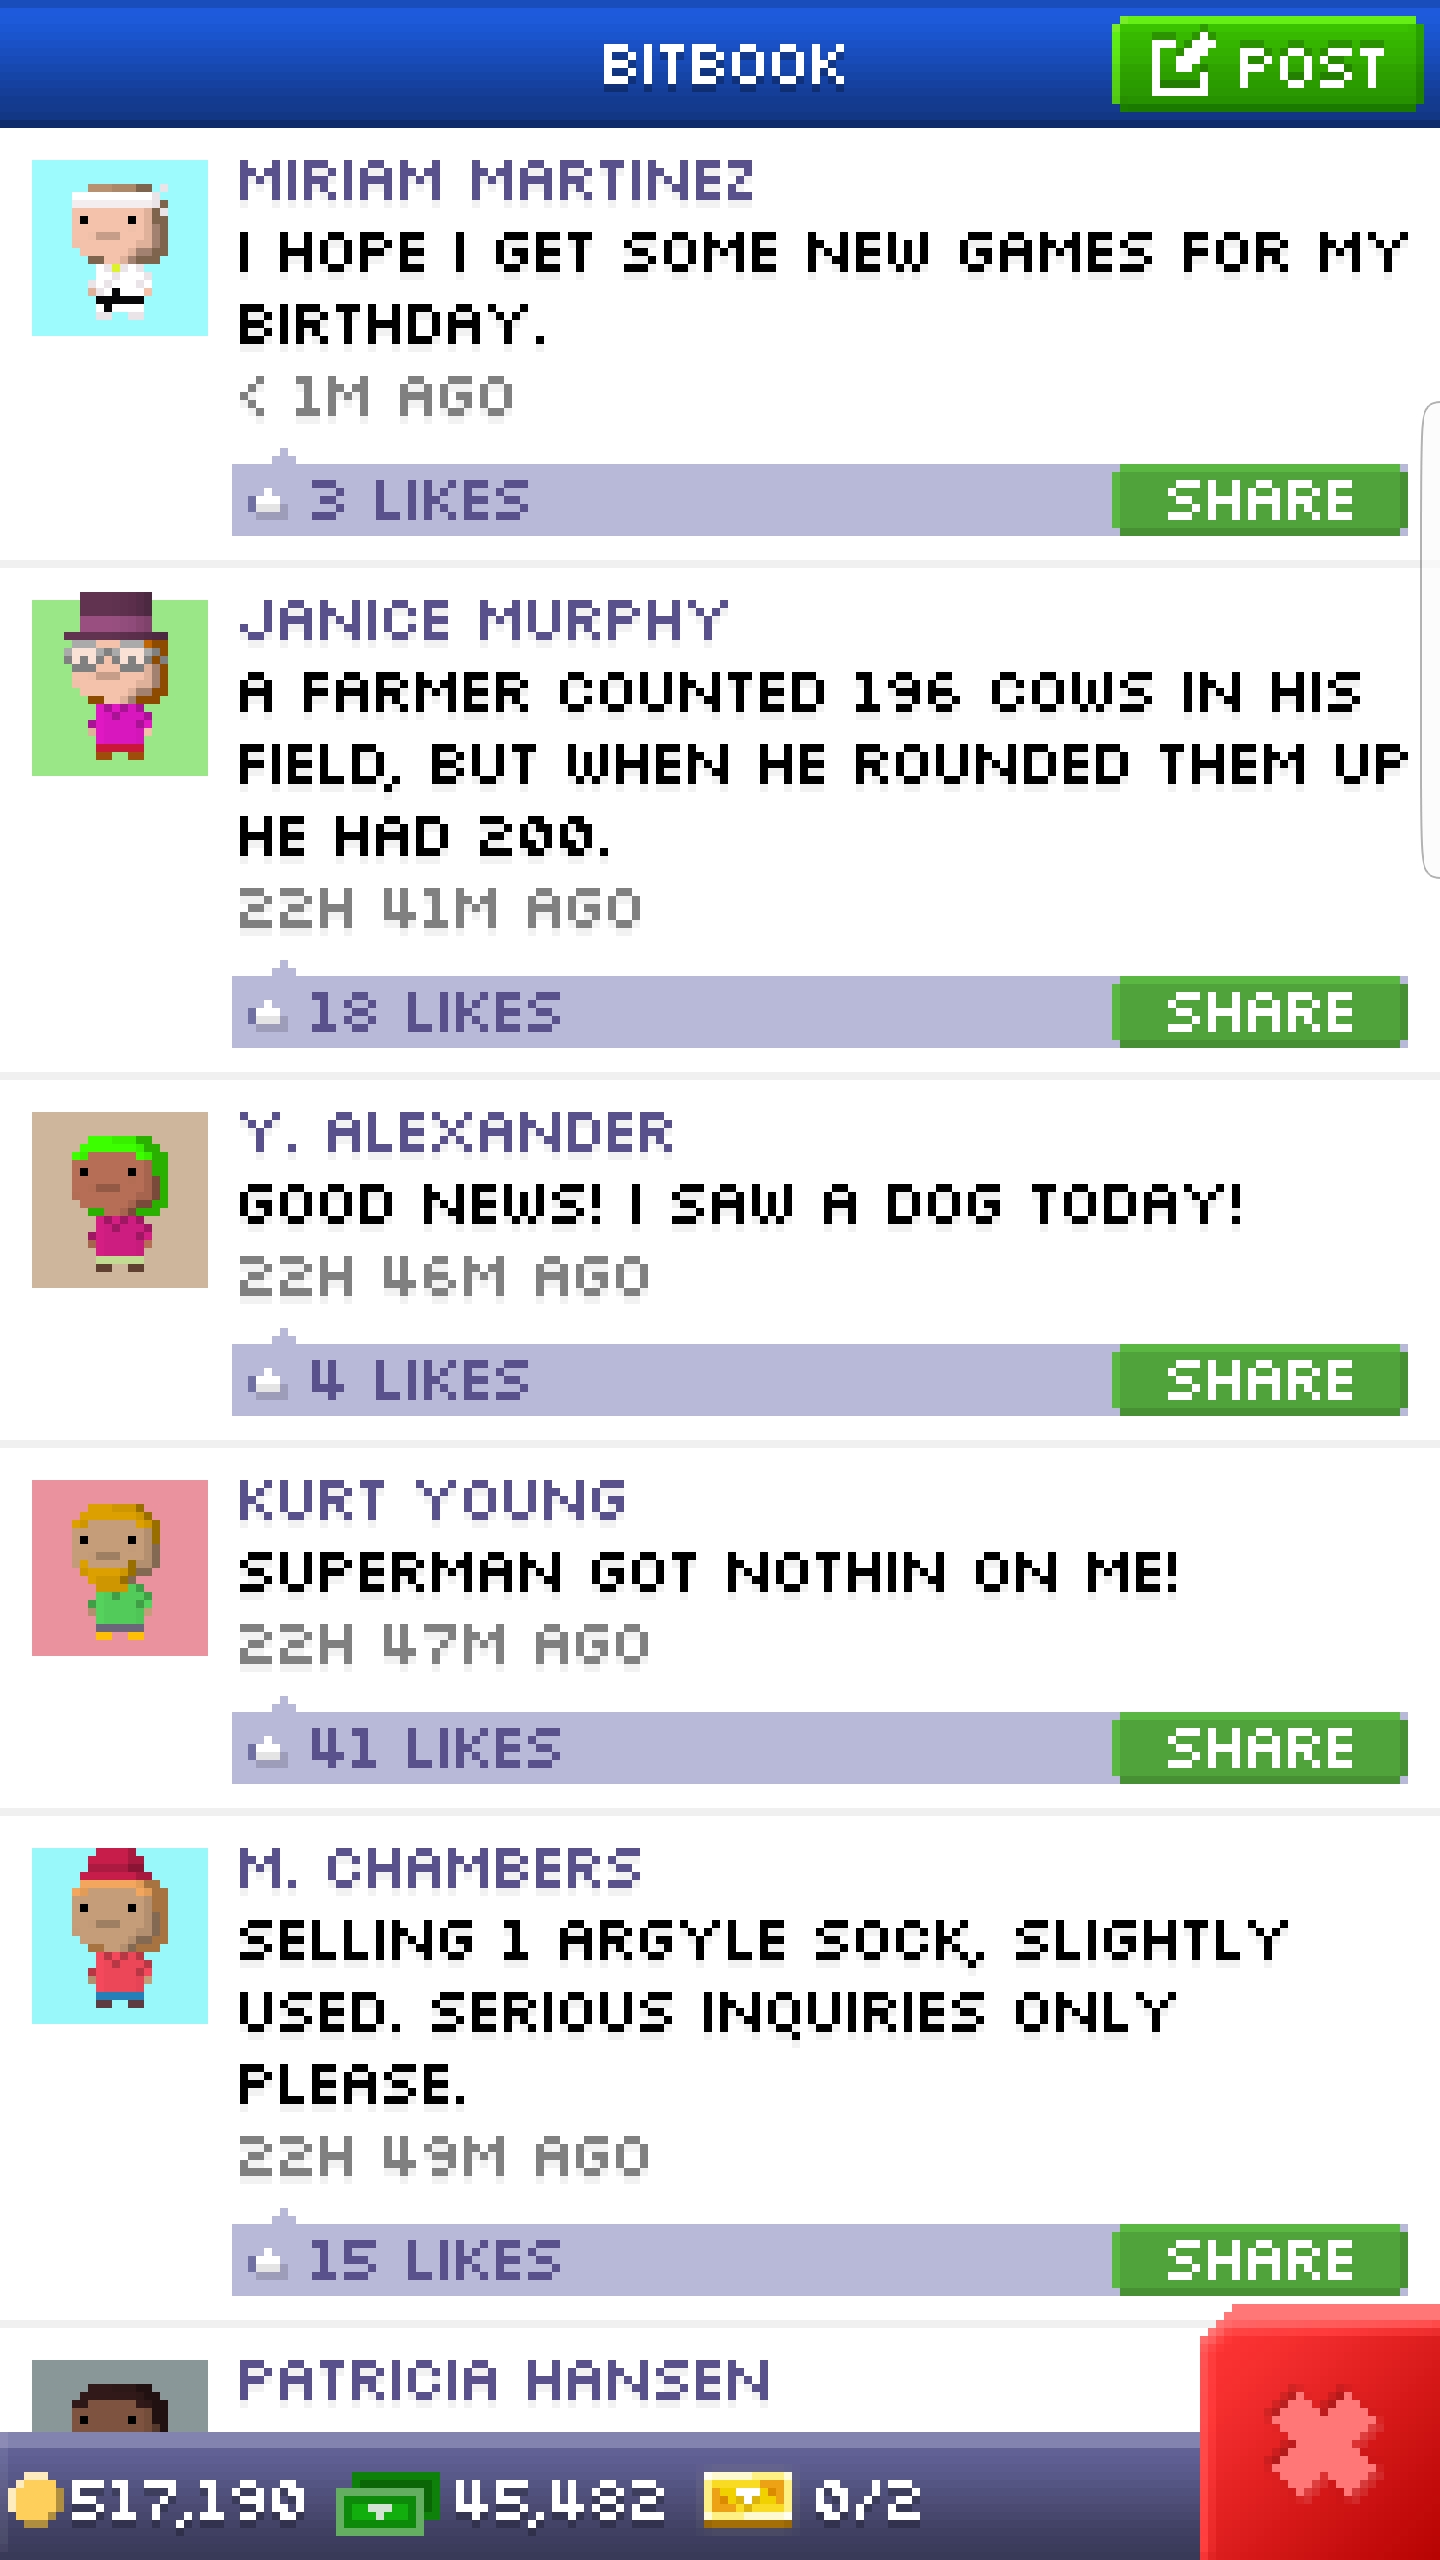 BITBOOK
POST
MIRIAM MARTINEZ
I HOPE I GET SOME NEW GAMES FOR MY
BIRTHDAY.
< 1M AGO
3 LIKES
SHARE
JANICE MURPHY
A FARMER COUNTED 196 COWS IN HIS
FIELD, BUT WHEN HE ROUNDED THEM UP
HE HAD 200.
22H 41M AGO
18 LIKES
SHARE
Y. ALEXANDER
GOOD NEWS! I SAW A DOG TODAY!
22H 46M AGO
4 LIKES
SHARE
KURT YOUNG
SUPERMAN GOT NOTHIN ON ME!
22H 47M AGO
41 LIKES
SHARE
M. CHAMBERS
SELLING 1 ARGYLE SOCK, SLIGHTLY
USED. SERIOUS INQUIRIES ONLY
PLEASE.
22H 49M AGO
15 LIKES
SHARE
PATRICIA HANSEN
517,190 45,482 0/2